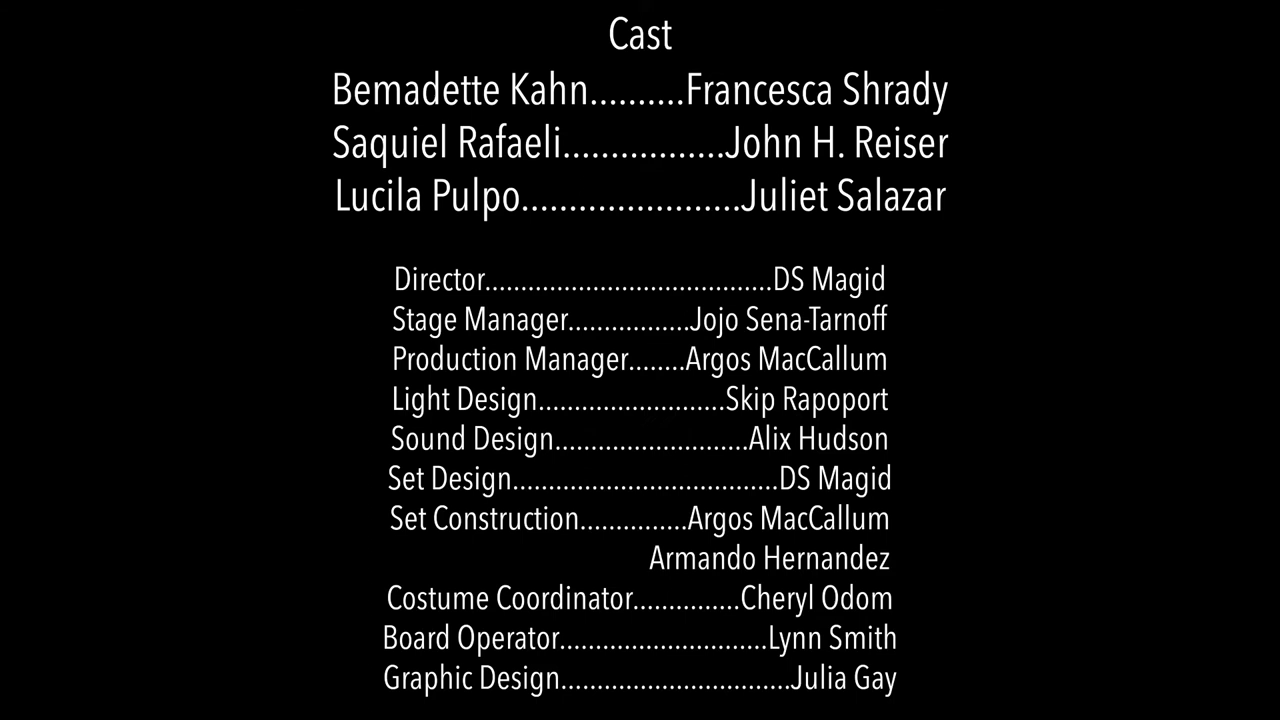 Cast
Bemadette Kahn..........Francesca Shrady
Saquiel Rafaeli.................John H. Reiser
Lucila Pulpo.......................Juliet Salazar
Director........................................DS Magid
Stage Manager.................Jojo Sena-Tarnoff
Production Manager........Argos MacCallum
Light Design..........................Skip Rapoport
Sound Design...........................Alix Hudson
Set Design.....................................DS Magid
Set Construction...............Argos MacCallum
Armando Hernandez
Costume Coordinator...............Cheryl Odom
Board Operator.............................Lynn Smith
Graphic Design................................Julia Gay